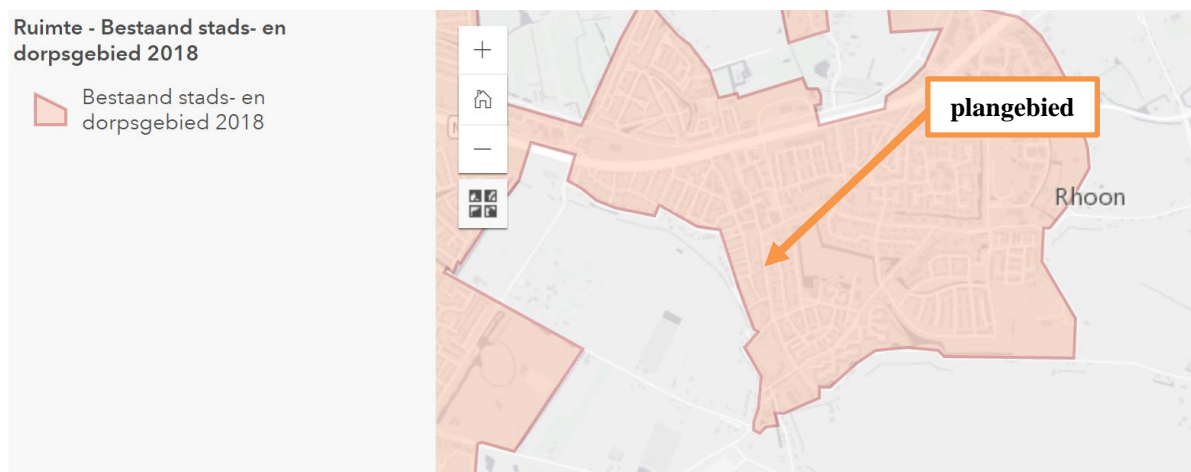 Ruimte - Bestaand stads- en
dorpsgebied 2018
Bestaand stads- en
dorpsgebied 2018
plangebied
Rhoon